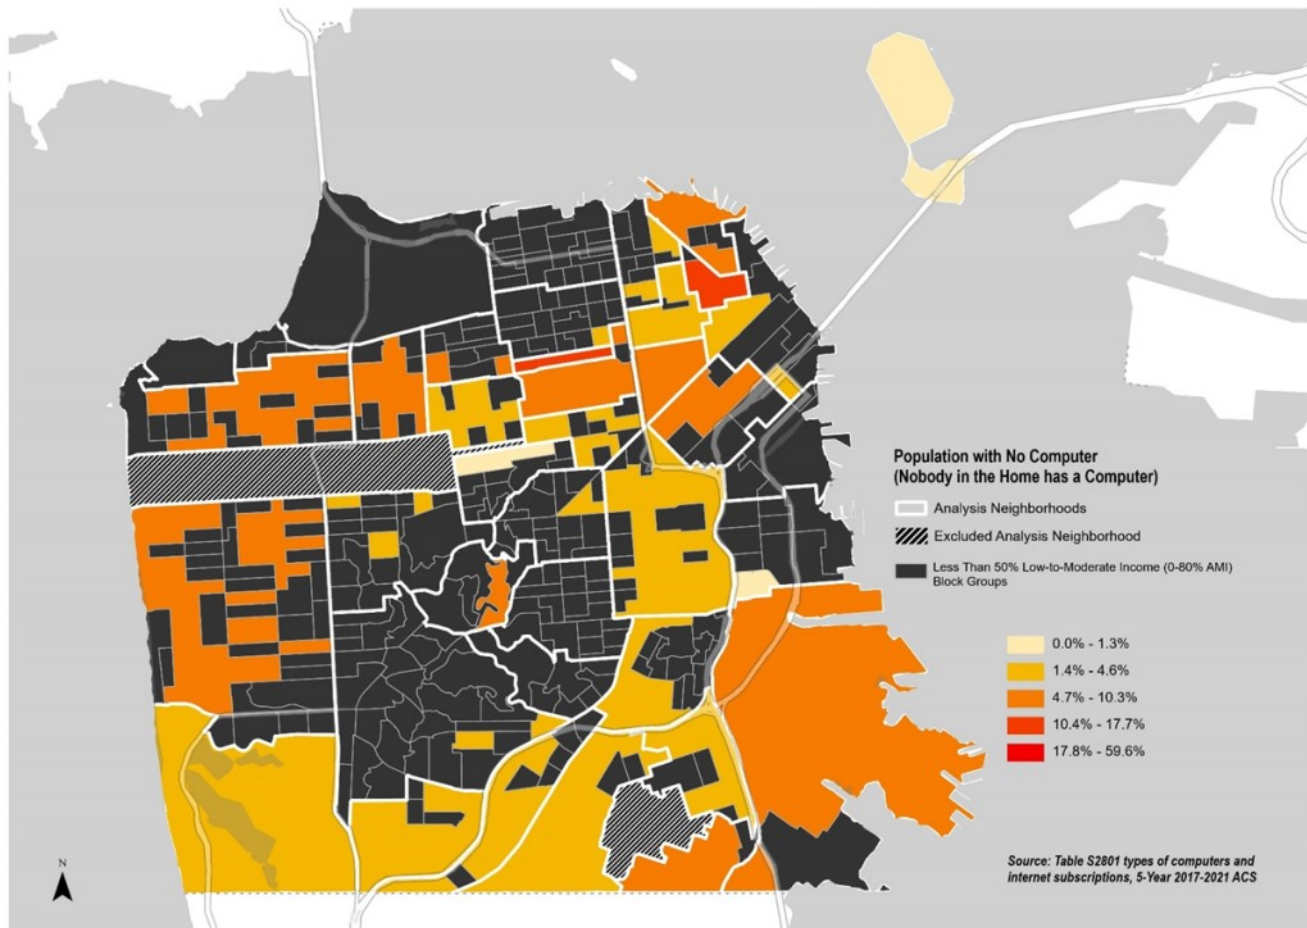 Population with No Computer
(Nobody in the Home has a Computer)
Analysis Neighborhoods
Excluded Analysis Neighborhood
Less Than 50% Low-to-Moderate Income (0-80% AMI)
Block Groups
0.0% - 1.3%
1.4% - 4.6%
4.7% - 10.3%
10.4% - 17.7%
17.8% - 59.6%
N
Source: Table S2801 types of computers and
internet subscriptions, 5-Year 2017-2021 ACS